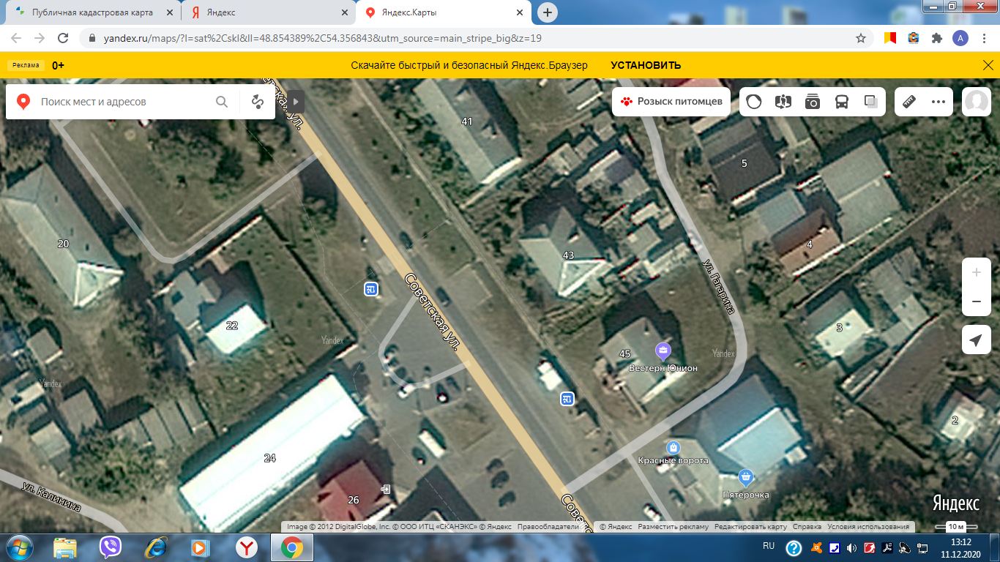 Публичная кадастровая карта
Яндекс
Яндекс.Карты
yandex.ru/maps/?l=sat%2Cskl&ll=48.854389%2C54.356843&utm_source=main_stripe_big&z=19
A
Реклама
0+
Скачайте быстрый и безопасный Яндекс.Браузер
УСТАНОВИТЬ
Поиск мест и адресов
Розыск питомцев
етская ул.
41
5
20
43
4
ул. Гагарина
Советская ул.
22
3
Yandex
45
Yandex
Вестерн Юнион
Yandex
2
24
Красные ворота
ул. Калинина
26
Пятёрочка
Советс
Яндекс
Image © 2012 DigitalGlobe, Inc. © ООО ИТЦ «СКАНЭКС» © Яндекс Правообладатели
© Яндекс Разместить рекламу Редактировать карту Справка Условия использования
10 м
RU
13:12
11.12.2020